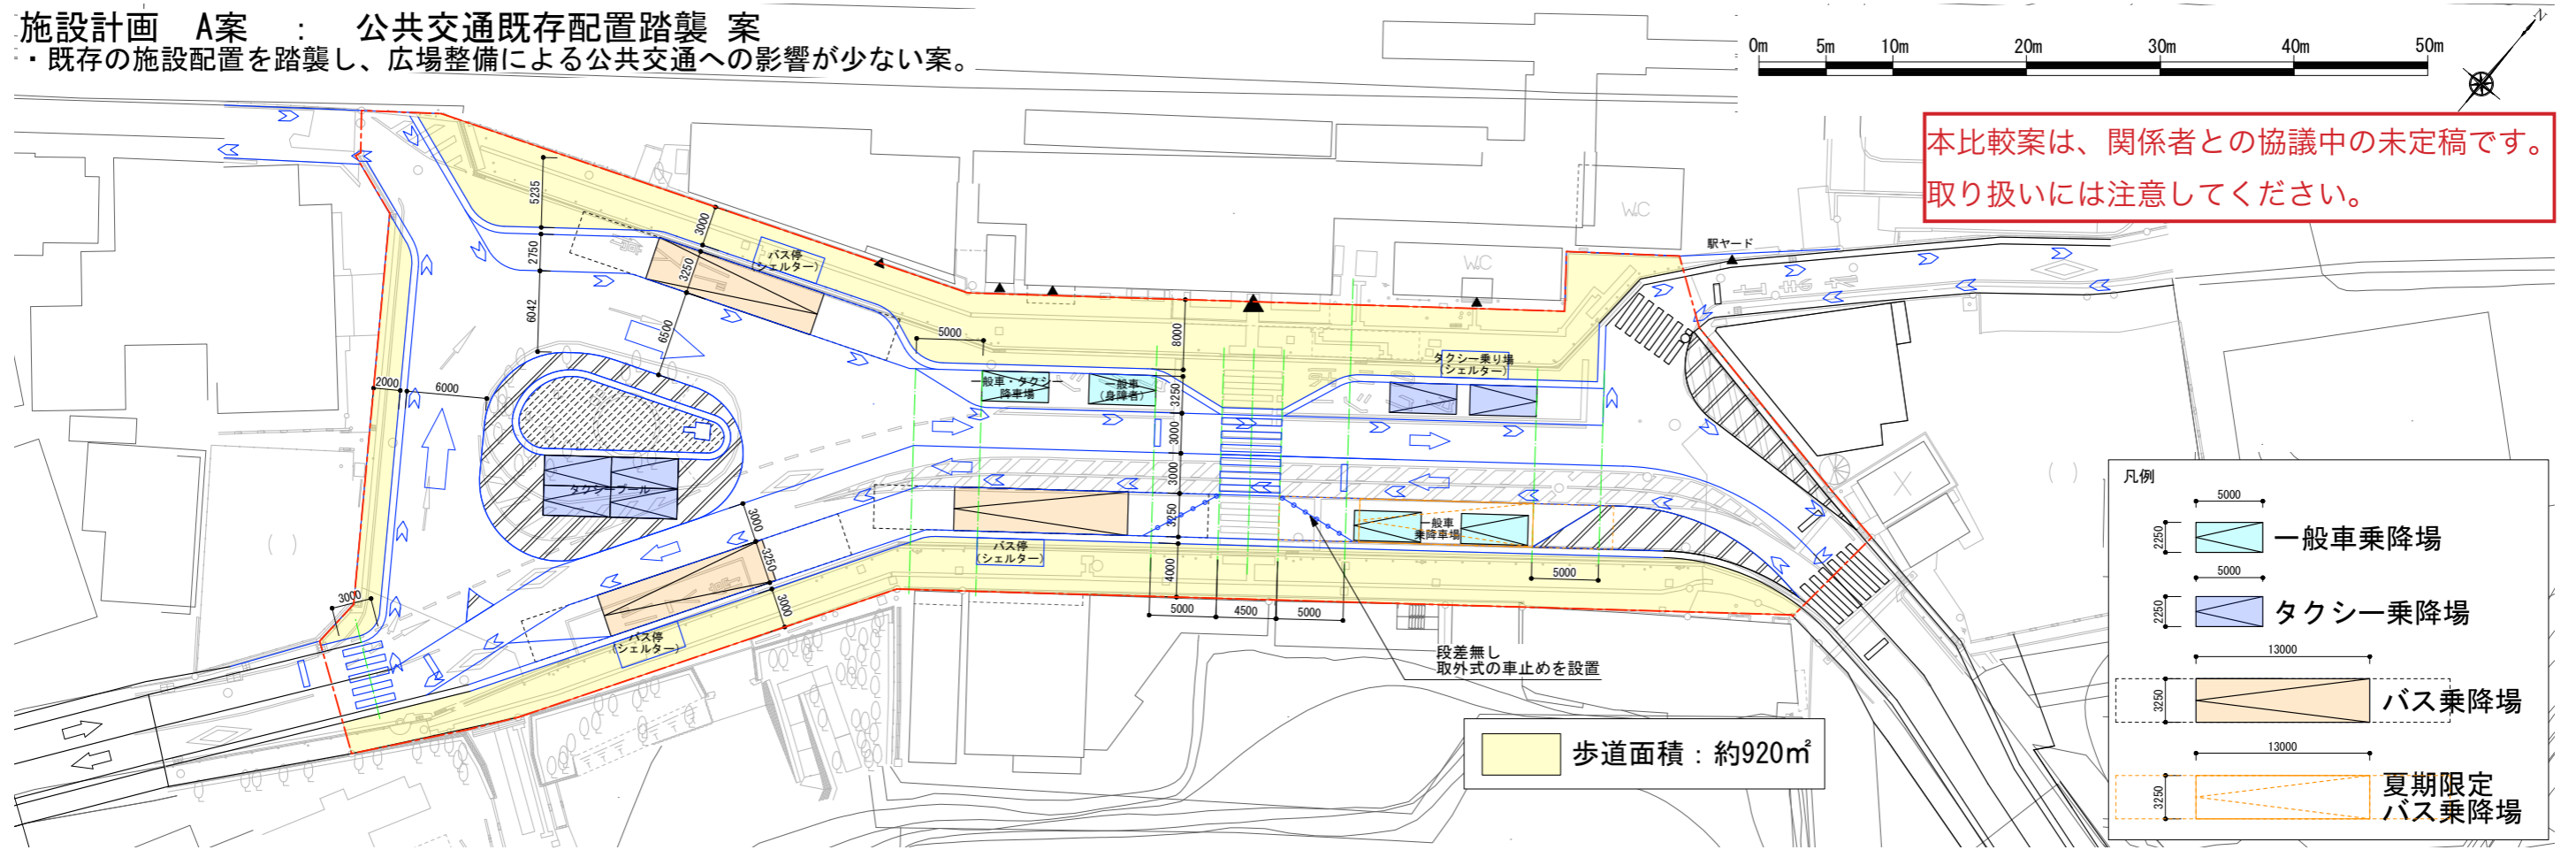 施設計画　A案　：　公共交通既存配置踏襲 案
・既存の施設配置を踏襲し、広場整備による公共交通への影響が少ない案。
0m 5m 10m 20m 30m 40m 50m
N
本比較案は、関係者との協議中の未定稿です。
取り扱いには注意してください。
W.C
W.C
駅ヤード
5235
2750
6042
3000
3250
6500
バス停
(シェルター)
2000
6000
5000
8000
3250
3000
3000
3250
4000
一般車・タクシー
降車場
一般車
(身障者)
タクシー乗り場
(シェルター)
タクシープール
3000
3250
3000
3000
バス停
(シェルター)
バス停
(シェルター)
一般車
乗降車場
5000
5000
4500
5000
段差無し
取外式の車止めを設置
歩道面積：約920㎡
凡例
5000
2250
一般車乗降場
5000
2250
タクシー乗降場
13000
3250
バス乗降場
13000
3250
夏期限定
バス乗降場